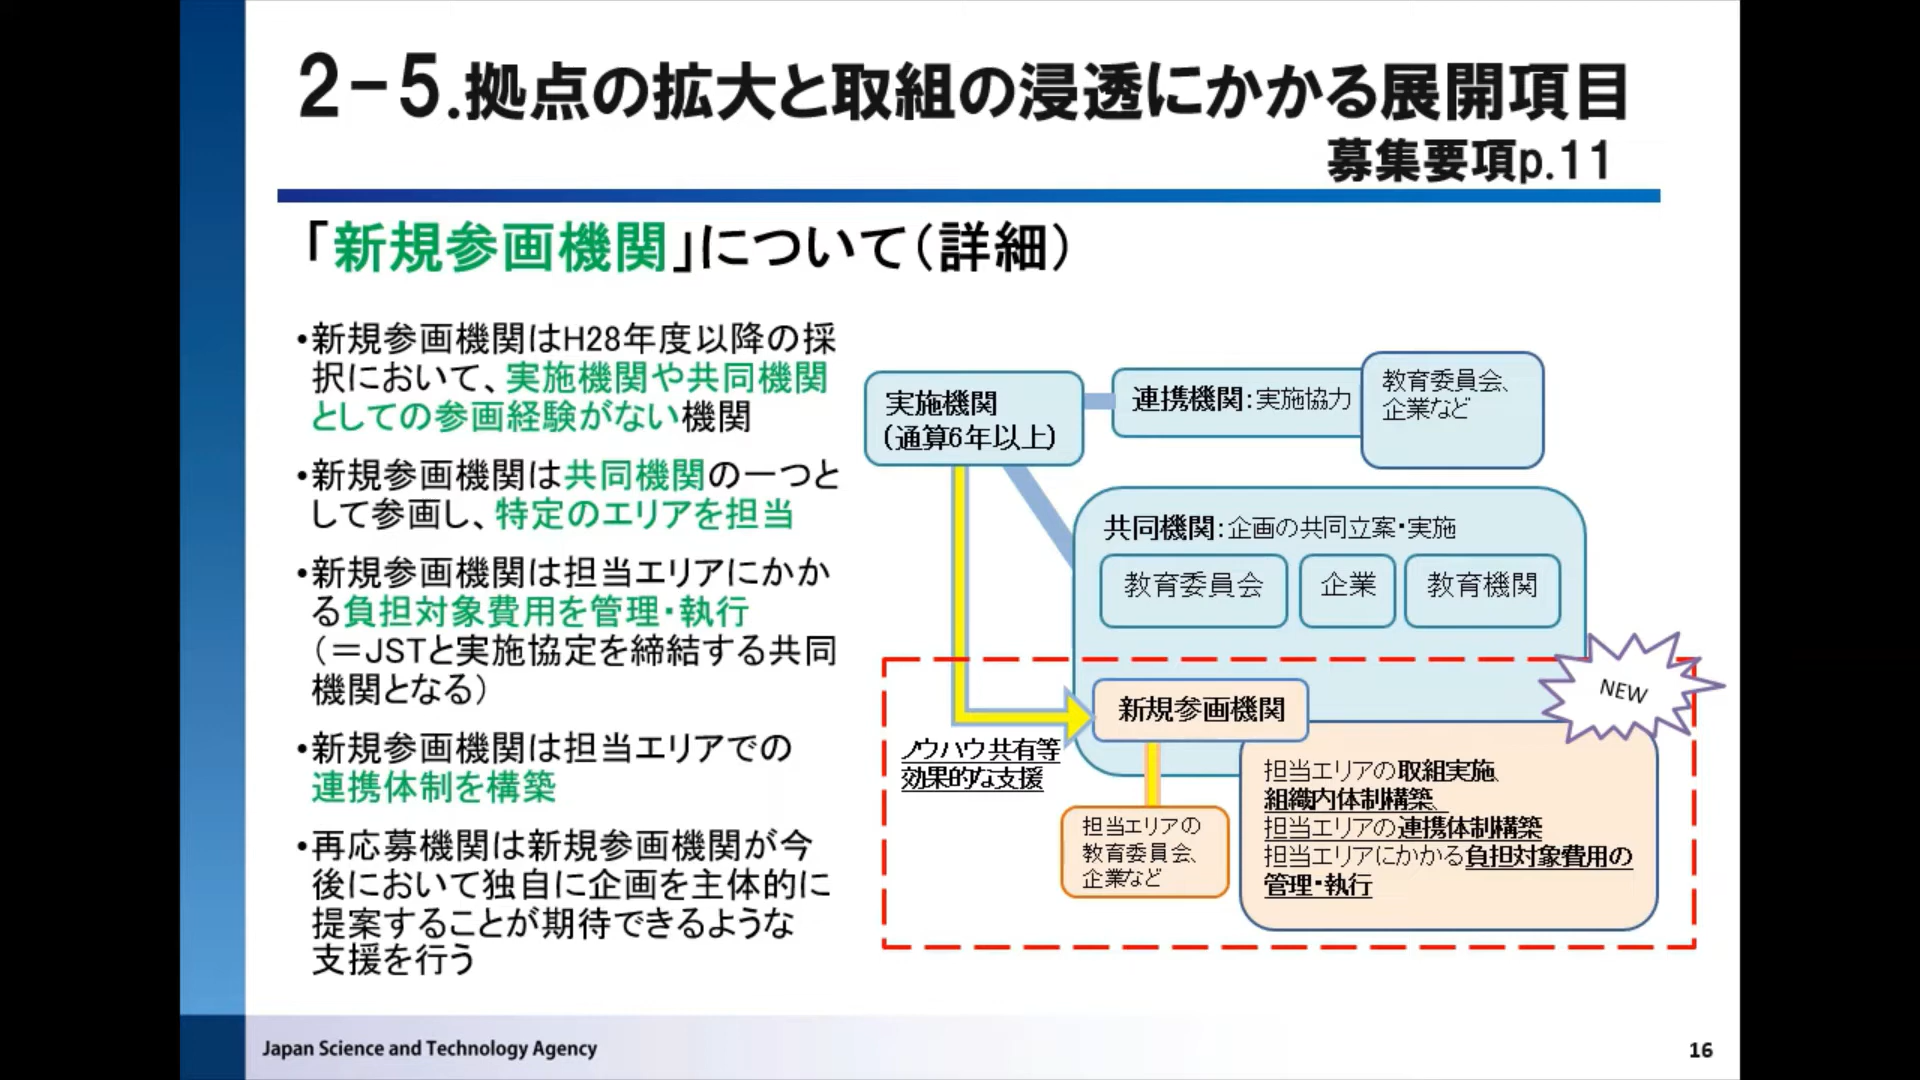 2-5.拠点の拡大と取組の浸透にかかる展開項目
募集要項p.11
「新規参画機関」について(詳細)
•新規参画機関はH28年度以降の採
択において、実施機関や共同機関
としての参画経験がない機関
•新規参画機関は共同機関の一つと
して参画し、特定のエリアを担当
•新規参画機関は担当エリアにかか
る負担対象費用を管理・執行
(=JSTと実施協定を締結する共同
機関となる)
•新規参画機関は担当エリアでの
連携体制を構築
•再応募機関は新規参画機関が今
後において独自に企画を主体的に
提案することが期待できるような
支援を行う
実施機関
(通算6年以上)
連携機関:実施協力
教育委員会、
企業など
共同機関:企画の共同立案・実施
教育委員会
企業
教育機関
NEW
新規参画機関
ノウハウ共有等
効果的な支援
担当エリアの
教育委員会、
企業など
担当エリアの取組実施、
組織内体制構築、
担当エリアの連携体制構築
担当エリアにかかる負担対象費用の
管理・執行
Japan Science and Technology Agency
16